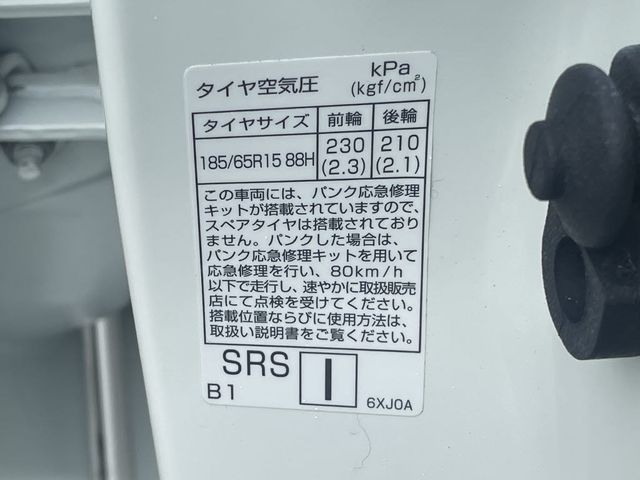 タイヤ空気圧 kPa
(kgf/cm²)
タイヤサイズ 前輪 後輪
185/65R15 88H 230 210
(2.3) (2.1)
この車両には、パンク応急修理
キットが搭載されていますので、
スペアタイヤは搭載されており
ません。パンクした場合は、
パンク応急修理キットを用いて
応急修理を行い、80km/h
以下で走行し、速やかに取扱販売
店にて点検を受けてください。
搭載位置ならびに使用方法は、
取扱い説明書をご覧ください。
SRS I
B1 6XJ0A